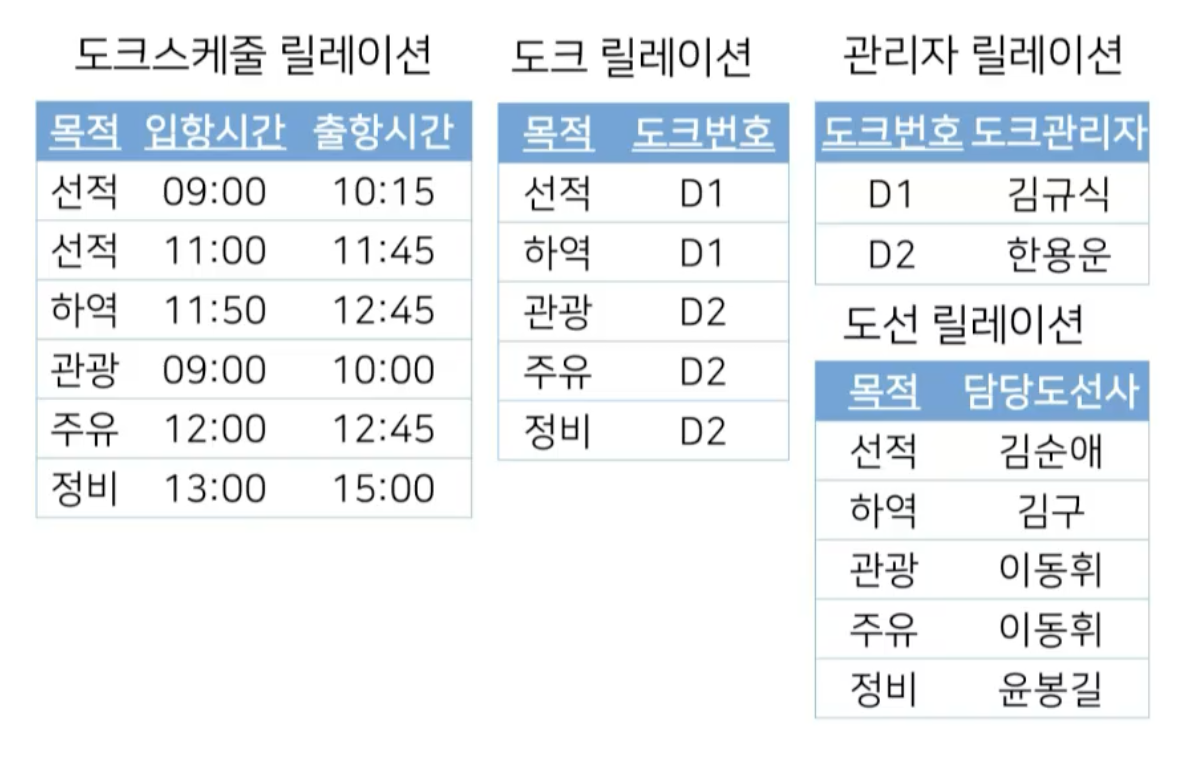 도크스케줄 릴레이션
목적 입항시간 출항시간
선적 09:00 10:15
선적 11:00 11:45
하역 11:50 12:45
관광 09:00 10:00
주유 12:00 12:45
정비 13:00 15:00
도크 릴레이션
목적 도크번호
선적 D1
하역 D1
관광 D2
주유 D2
정비 D2
관리자 릴레이션
도크번호 도크관리자
D1 김규식
D2 한용운
도선 릴레이션
목적 담당도선사
선적 김순애
하역 김구
관광 이동휘
주유 이동휘
정비 윤봉길